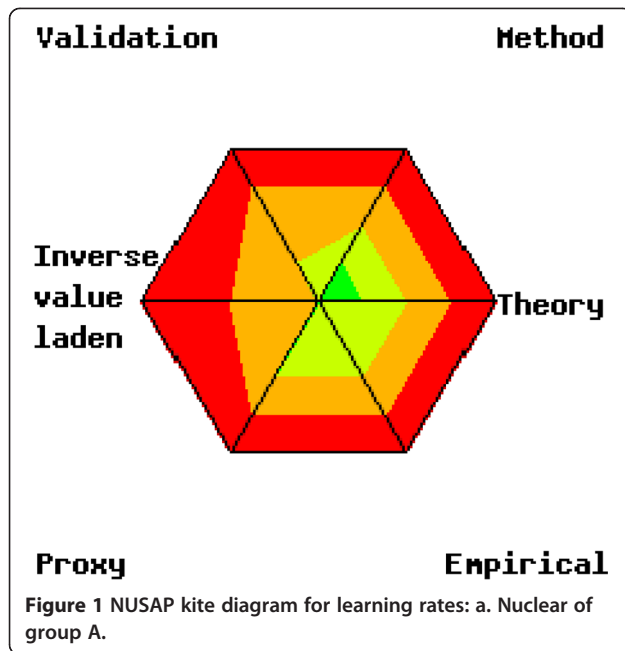 Validation Method
Inverse
value
laden
Theory
Proxy Empirical
Figure 1 NUSAP kite diagram for learning rates: a. Nuclear of
group A.